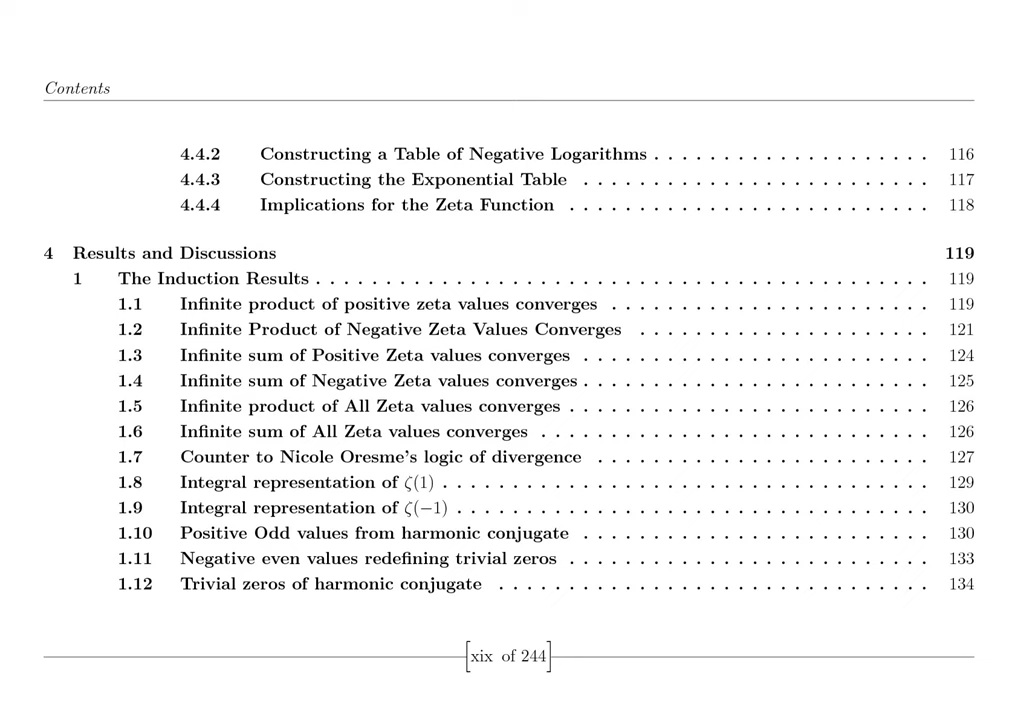 Contents
4.4.2 Constructing a Table of Negative Logarithms . . . . . . . . . . . . . . . . . . . . 116
4.4.3 Constructing the Exponential Table . . . . . . . . . . . . . . . . . . . . . . . . . 117
4.4.4 Implications for the Zeta Function . . . . . . . . . . . . . . . . . . . . . . . . . . 118
4 Results and Discussions 119
1 The Induction Results . . . . . . . . . . . . . . . . . . . . . . . . . . . . . . . . . . . . . . . . . . . . 119
1.1 Infinite product of positive zeta values converges . . . . . . . . . . . . . . . . . . . . . . . 119
1.2 Infinite Product of Negative Zeta Values Converges . . . . . . . . . . . . . . . . . . . . . 121
1.3 Infinite sum of Positive Zeta values converges . . . . . . . . . . . . . . . . . . . . . . . . . 124
1.4 Infinite sum of Negative Zeta values converges . . . . . . . . . . . . . . . . . . . . . . . . . 125
1.5 Infinite product of All Zeta values converges . . . . . . . . . . . . . . . . . . . . . . . . . . 126
1.6 Infinite sum of All Zeta values converges . . . . . . . . . . . . . . . . . . . . . . . . . . . . 126
1.7 Counter to Nicole Oresme's logic of divergence . . . . . . . . . . . . . . . . . . . . . . . . 127
1.8 Integral representation of ζ(1) . . . . . . . . . . . . . . . . . . . . . . . . . . . . . . . . . . . 129
1.9 Integral representation of ζ(−1) . . . . . . . . . . . . . . . . . . . . . . . . . . . . . . . . . . 130
1.10 Positive Odd values from harmonic conjugate . . . . . . . . . . . . . . . . . . . . . . . . . 130
1.11 Negative even values redefining trivial zeros . . . . . . . . . . . . . . . . . . . . . . . . . . 133
1.12 Trivial zeros of harmonic conjugate . . . . . . . . . . . . . . . . . . . . . . . . . . . . . . . 134
[xix of 244]